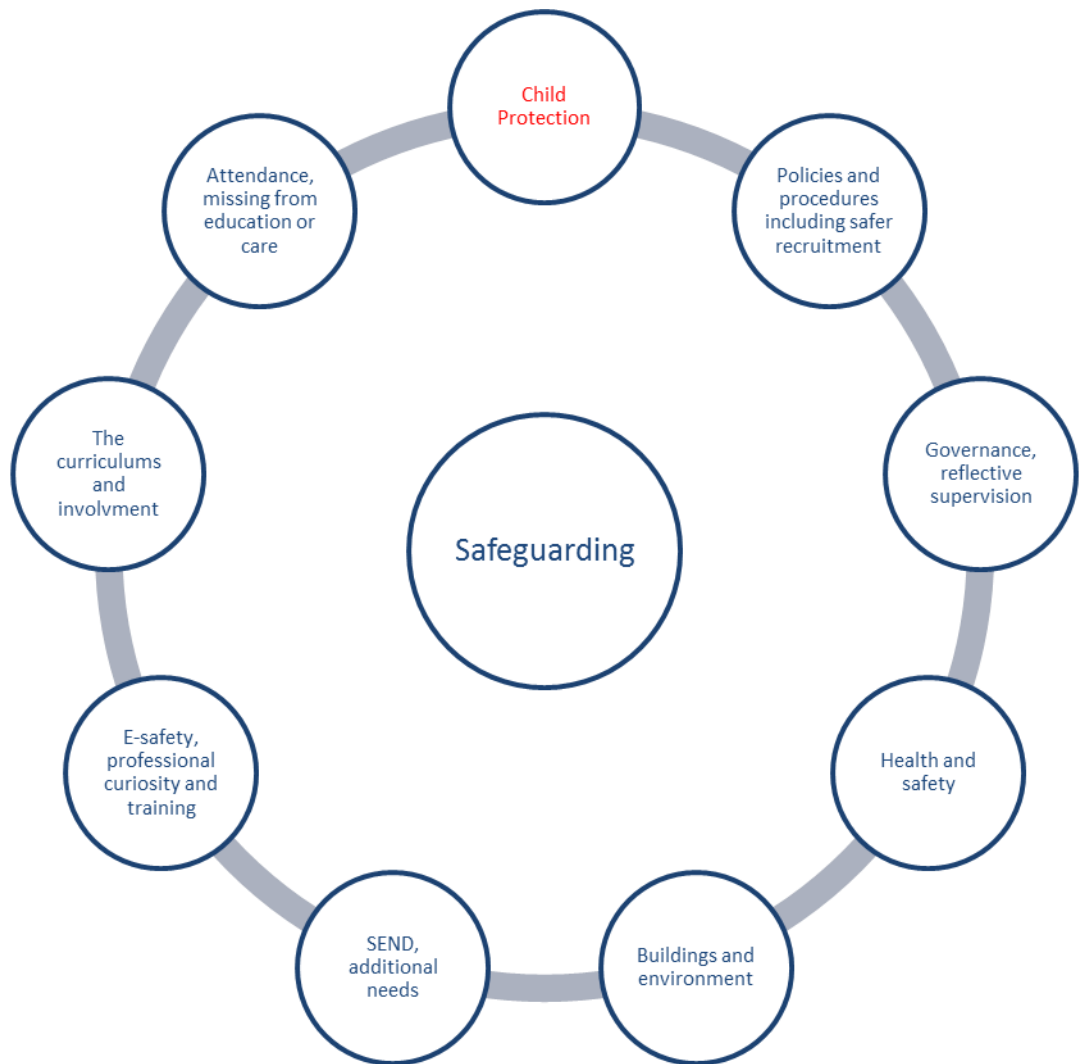 Child
Protection
Policies and
procedures
including safer
recruitment
Governance,
reflective
supervision
Health and
safety
Buildings and
environment
SEND,
additional
needs
E-safety,
professional
curiosity and
training
The
curriculums
and
involvment
Attendance,
missing from
education or
care
Safeguarding